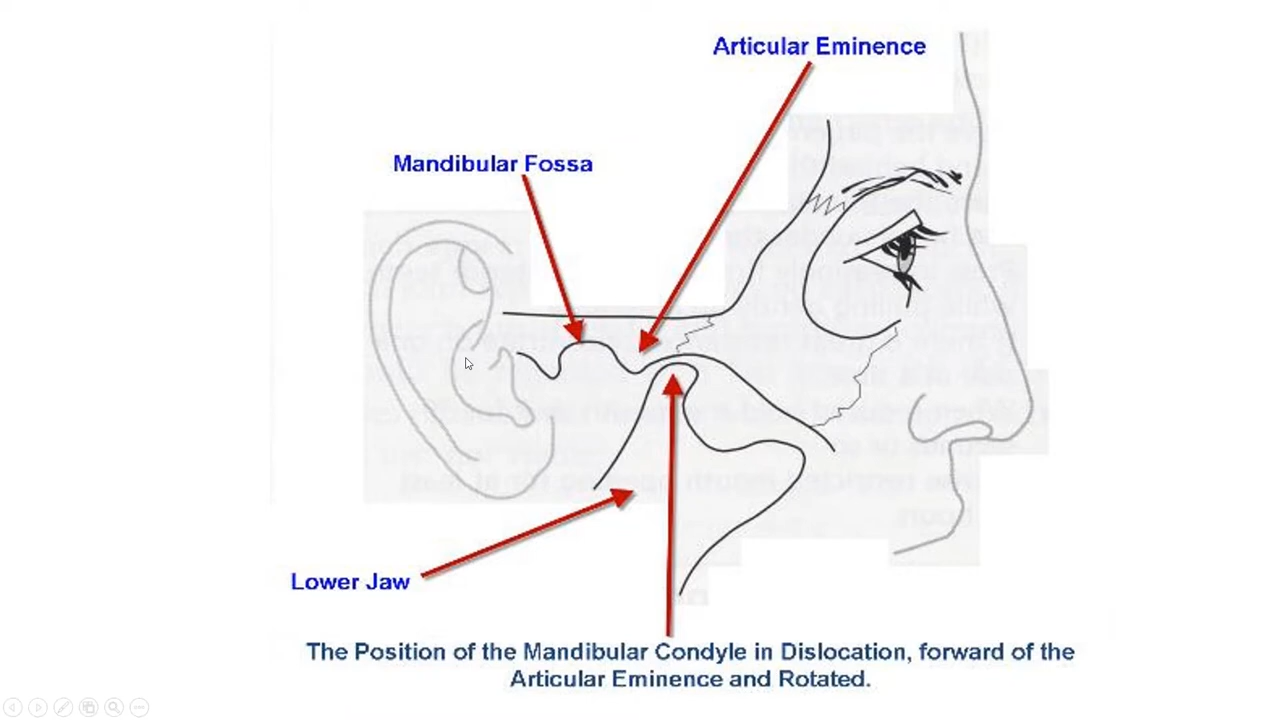 Articular Eminence
Mandibular Fossa
Lower Jaw
The Position of the Mandibular Condyle in Dislocation, forward of the
Articular Eminence and Rotated.